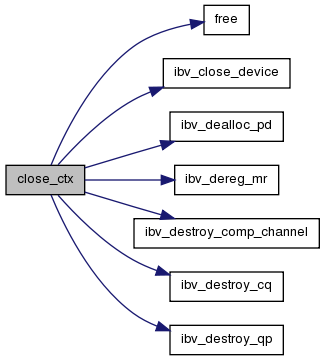 free
ibv_close_device
ibv_dealloc_pd
close_ctx
ibv_dereg_mr
ibv_destroy_comp_channel
ibv_destroy_cq
ibv_destroy_qp